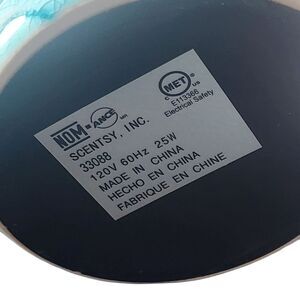 NOM-ANCE
MET
C US
E113366
Electrical Safety
SCENTSY, INC.
33088
120V 60Hz 25W
MADE IN CHINA
HECHO EN CHINA
FABRIQUE EN CHINE